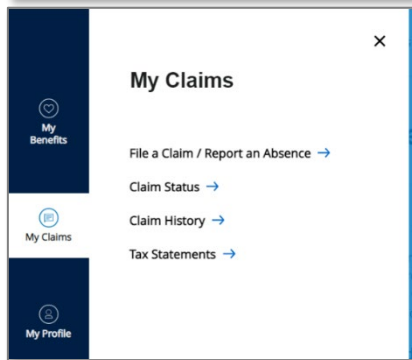 My Benefits
My Claims
My Profile
My Claims
File a Claim / Report an Absence →
Claim Status →
Claim History →
Tax Statements →